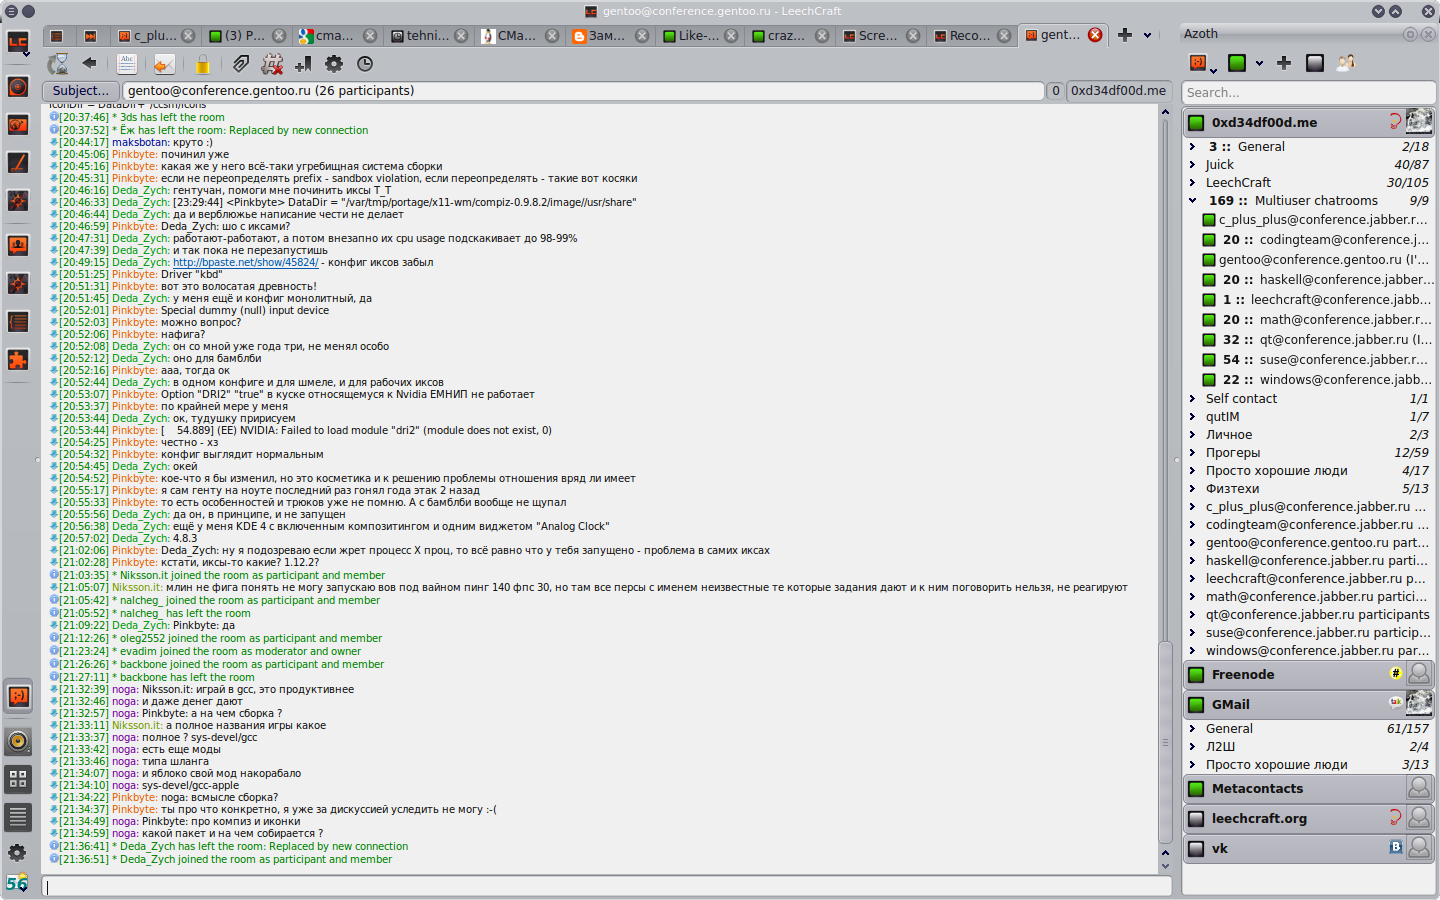 gentoo@conference.gentoo.ru - LeechCraft
c_plu...
(3) P...
cma...
tehni...
CMa...
Зам...
Like-...
craz...
Scre...
Reco...
gent...
Azoth
Subject...
gentoo@conference.gentoo.ru (26 participants)
0
0xd34df00d.me
IconDir = DataDir+"/ccsm/icons
[20:37:46] * 3ds has left the room
[20:37:52] * Ёж has left the room: Replaced by new connection
[20:44:17] maksbotan: круто :)
[20:45:06] Pinkbyte: починил уже
[20:45:16] Pinkbyte: какая же у него всё-таки угребищная система сборки
[20:45:31] Pinkbyte: если не переопределять prefix - sandbox violation, если переопределять - такие вот косяки
[20:46:16] Deda_Zych: гентучан, помоги мне починить иксы T_T
[20:46:33] Deda_Zych: [23:29:44] <Pinkbyte> DataDir = "/var/tmp/portage/x11-wm/compiz-0.9.8.2/image//usr/share"
[20:46:44] Deda_Zych: да и верблюжье написание чести не делает
[20:46:59] Pinkbyte: Deda_Zych: шо с иксами?
[20:47:31] Deda_Zych: работают-работают, а потом внезапно их cpu usage подскакивает до 98-99%
[20:47:39] Deda_Zych: и так пока не перезапустишь
[20:49:15] Deda_Zych: http://bpaste.net/show/45824/ - конфиг иксов забыл
[20:51:25] Pinkbyte: Driver "kbd"
[20:51:31] Pinkbyte: вот это волосатая древность!
[20:51:45] Deda_Zych: у меня ещё и конфиг монолитный, да
[20:52:01] Pinkbyte: Special dummy (null) input device
[20:52:03] Pinkbyte: можно вопрос?
[20:52:06] Pinkbyte: нафига?
[20:52:08] Deda_Zych: он со мной уже года три, не менял особо
[20:52:12] Deda_Zych: оно для бамблби
[20:52:16] Pinkbyte: ааа, тогда ок
[20:52:44] Deda_Zych: в одном конфиге и для шмеле, и для рабочих иксов
[20:53:07] Pinkbyte: Option "DRI2" "true" в куске относящемуся к Nvidia ЕМНИП не работает
[20:53:37] Pinkbyte: по крайней мере у меня
[20:53:44] Deda_Zych: ок, тудушку пририсуем
[20:53:44] Pinkbyte: [ 54.889] (EE) NVIDIA: Failed to load module "dri2" (module does not exist, 0)
[20:54:25] Pinkbyte: честно - хз
[20:54:32] Pinkbyte: конфиг выглядит нормальным
[20:54:45] Deda_Zych: окей
[20:54:52] Pinkbyte: кое-что я бы изменил, но это косметика и к решению проблемы отношения вряд ли имеет
[20:55:17] Pinkbyte: я сам генту на ноуте последний раз гонял года этак 2 назад
[20:55:33] Pinkbyte: то есть особенностей и трюков уже не помню. А с бамблби вообще не щупал
[20:55:56] Deda_Zych: да он, в принципе, и не запущен
[20:56:38] Deda_Zych: ещё у меня KDE 4 с включенным композитингом и одним виджетом "Analog Clock"
[20:57:02] Deda_Zych: 4.8.3
[21:02:06] Pinkbyte: Deda_Zych: ну я подозреваю если жрет процесс X проц, то всё равно что у тебя запущено - проблема в самих иксах
[21:02:28] Pinkbyte: кстати, иксы-то какие? 1.12.2?
[21:03:35] * Niksson.it joined the room as participant and member
[21:05:07] Niksson.it: млин не фига понять не могу запускаю вов под вайном пинг 140 фпс 30, но там все персы с именем неизвестные те которые задания дают и к ним поговорить нельзя, не реагируют
[21:05:42] * nalcheg_ joined the room as participant and member
[21:05:52] * nalcheg_ has left the room
[21:09:22] Deda_Zych: Pinkbyte: да
[21:12:26] * oleg2552 joined the room as participant and member
[21:23:24] * evadim joined the room as moderator and owner
[21:26:26] * backbone joined the room as participant and member
[21:27:11] * backbone has left the room
[21:32:39] noga: Niksson.it: играй в gcc, это продуктивнее
[21:32:46] noga: и даже денег дают
[21:32:57] noga: Pinkbyte: а на чем сборка ?
[21:33:11] Niksson.it: а полное названия игры какое
[21:33:37] noga: полное ? sys-devel/gcc
[21:33:42] noga: есть еще моды
[21:33:46] noga: типа шланга
[21:34:07] noga: и яблоко свой мод накорабало
[21:34:10] noga: sys-devel/gcc-apple
[21:34:22] Pinkbyte: noga: всмысле сборка?
[21:34:37] Pinkbyte: ты про что конкретно, я уже за дискуссией уследить не могу :-(
[21:34:49] noga: Pinkbyte: про компиз и иконки
[21:34:59] noga: какой пакет и на чем собирается ?
[21:36:41] * Deda_Zych has left the room: Replaced by new connection
[21:36:51] * Deda_Zych joined the room as participant and member
56
Search...
0xd34df00d.me
3 :: General 2/18
Juick 40/87
LeechCraft 30/105
169 :: Multiuser chatrooms 9/9
c_plus_plus@conference.jabber.r...
20 :: codingteam@conference.j...
gentoo@conference.gentoo.ru (I'...
20 :: haskell@conference.jabber...
1 :: leechcraft@conference.jabb...
20 :: math@conference.jabber.r...
32 :: qt@conference.jabber.ru (I...
54 :: suse@conference.jabber.r...
22 :: windows@conference.jabb...
Self contact 1/1
qutIM 1/7
Личное 2/3
Прогеры 12/59
Просто хорошие люди 4/17
Физтехи 5/13
c_plus_plus@conference.jabber.ru ...
codingteam@conference.jabber.ru ...
gentoo@conference.gentoo.ru part...
haskell@conference.jabber.ru parti...
leechcraft@conference.jabber.ru p...
math@conference.jabber.ru partici...
qt@conference.jabber.ru participants
suse@conference.jabber.ru particip...
windows@conference.jabber.ru par...
Freenode #
GMail talk
General 61/157
Л2Ш 2/4
Просто хорошие люди 3/13
Metacontacts
leechcraft.org
vk B